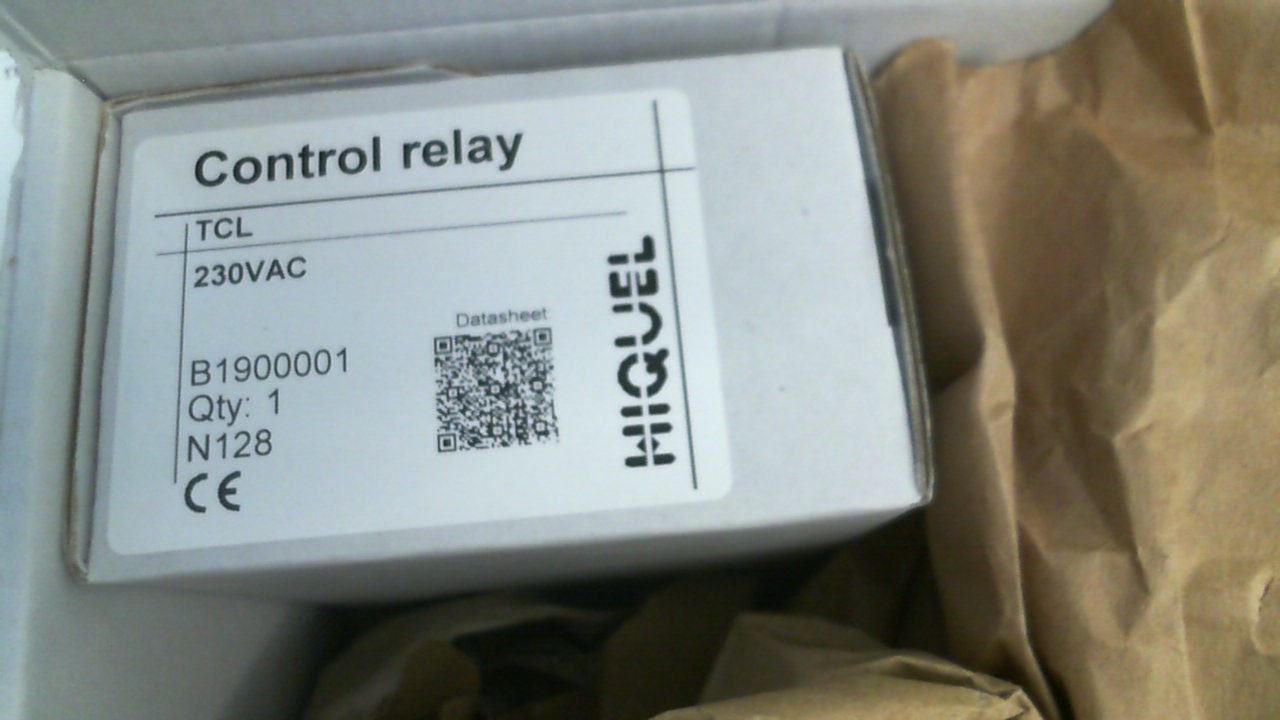 Control relay
TCL
230VAC
Datasheet
B1900001
Qty: 1
N128
CE
HIQUEL